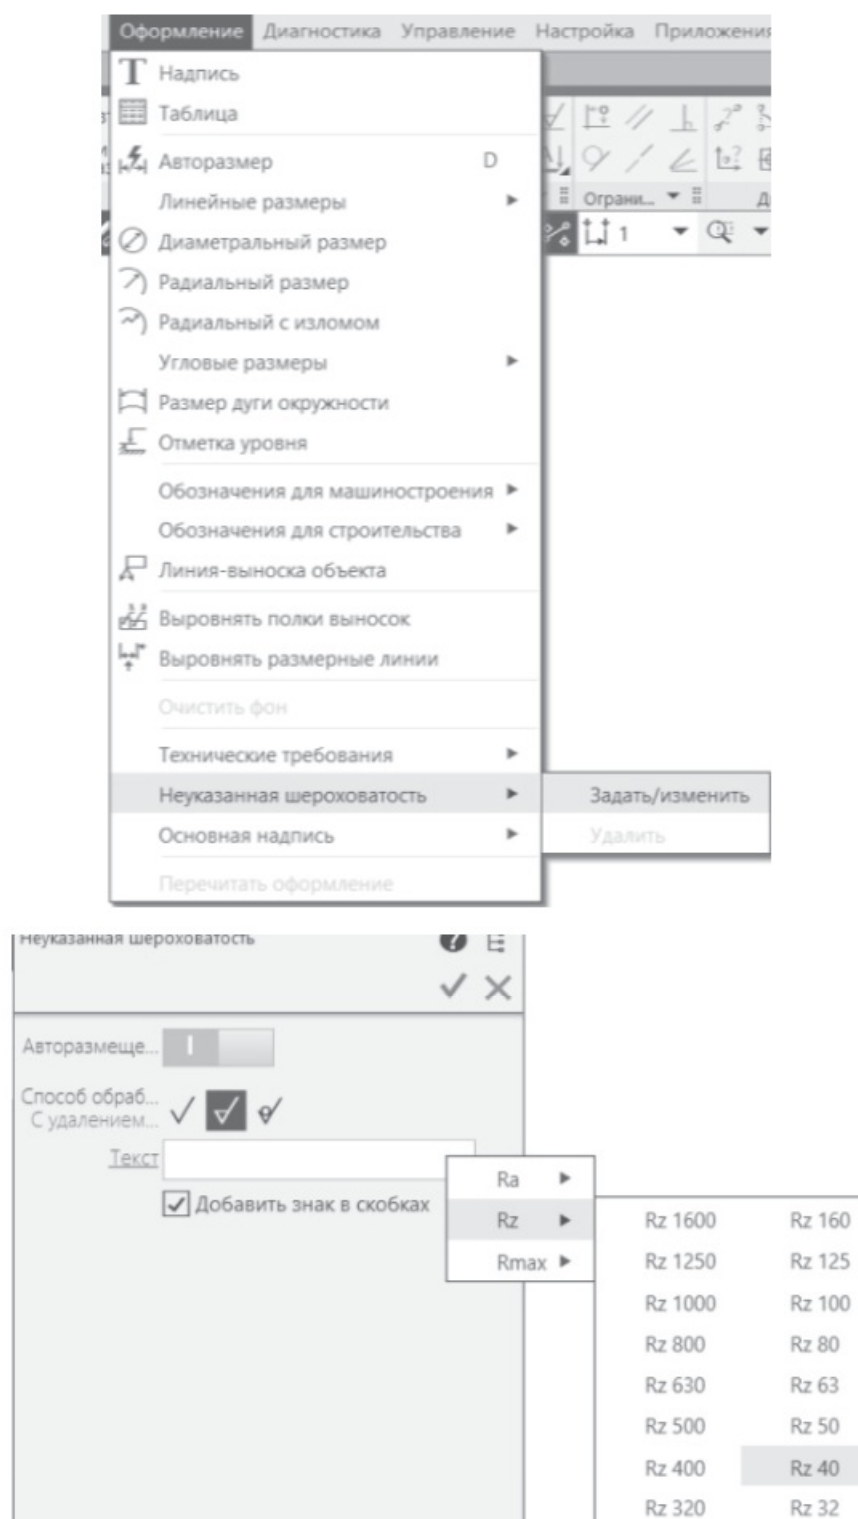 Оформление Диагностика Управление Настройка Приложения
Надпись
Таблица
Авторазмер D
Линейные размеры
Ограни...
Диаметральный размер 1
Радиальный размер
Радиальный с изломом
Угловые размеры
Размер дуги окружности
Отметка уровня
Обозначения для машиностроения
Обозначения для строительства
Линия-выноска объекта
Выровнять полки выносок
Выровнять размерные линии
Очистить фон
Технические требования
Неуказанная шероховатость
Задать/изменить
Основная надпись
Удалить
Перечитать оформление
Неуказанная шероховатость
Авторазмеще...
Способ обраб...
С удалением...
Текст
Добавить знак в скобках
Ra
Rz
Rmax
Rz 1600 Rz 160
Rz 1250 Rz 125
Rz 1000 Rz 100
Rz 800 Rz 80
Rz 630 Rz 63
Rz 500 Rz 50
Rz 400 Rz 40
Rz 320 Rz 32